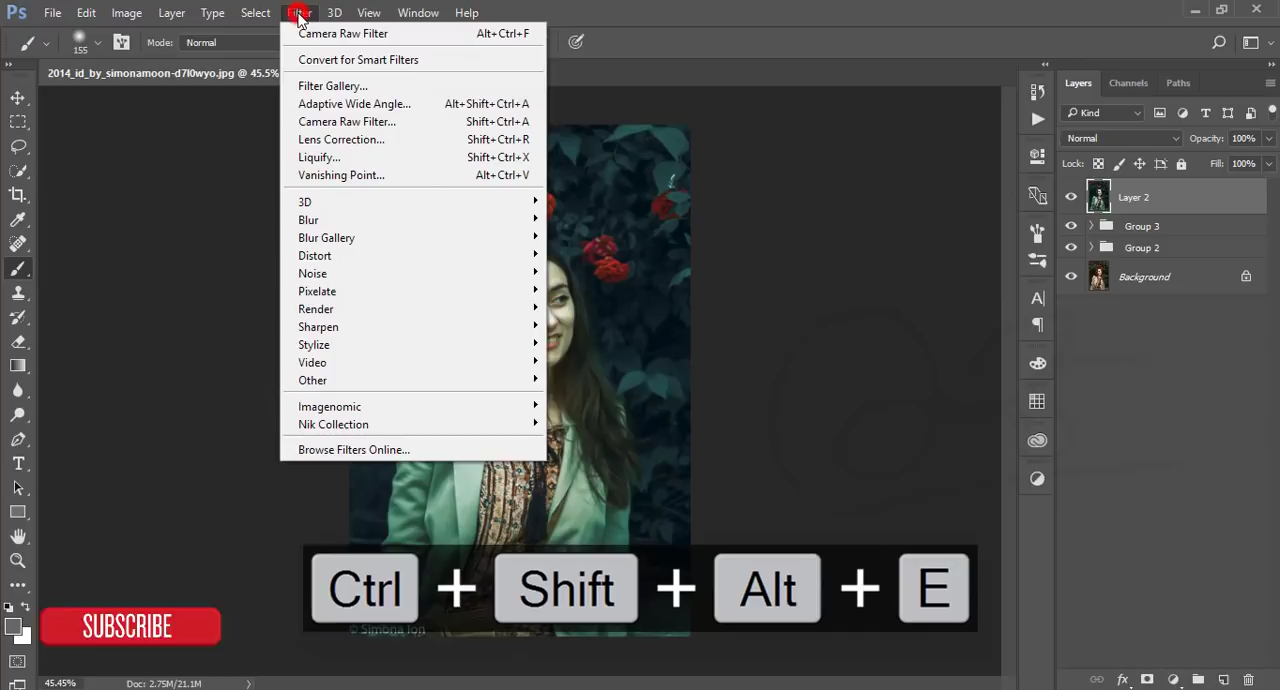 Ps File Edit Image Layer Type Select Filter 3D View Window Help
155 Mode: Normal
2014_id_by_simonamoon-d7l0wyo.jpg @ 45.5%
Camera Raw Filter Alt+Ctrl+F
Convert for Smart Filters
Filter Gallery...
Adaptive Wide Angle... Alt+Shift+Ctrl+A
Camera Raw Filter... Shift+Ctrl+A
Lens Correction... Shift+Ctrl+R
Liquify... Shift+Ctrl+X
Vanishing Point... Alt+Ctrl+V
3D
Blur
Blur Gallery
Distort
Noise
Pixelate
Render
Sharpen
Stylize
Video
Other
Imagenomic
Nik Collection
Browse Filters Online...
Layers Channels Paths
Kind
Normal Opacity: 100%
Lock: Fill: 100%
Layer 2
Group 3
Group 2
Background
Ctrl + Shift + Alt + E
SUBSCRIBE
© Simona Ion
45.45% Doc: 2.75M/21.1M